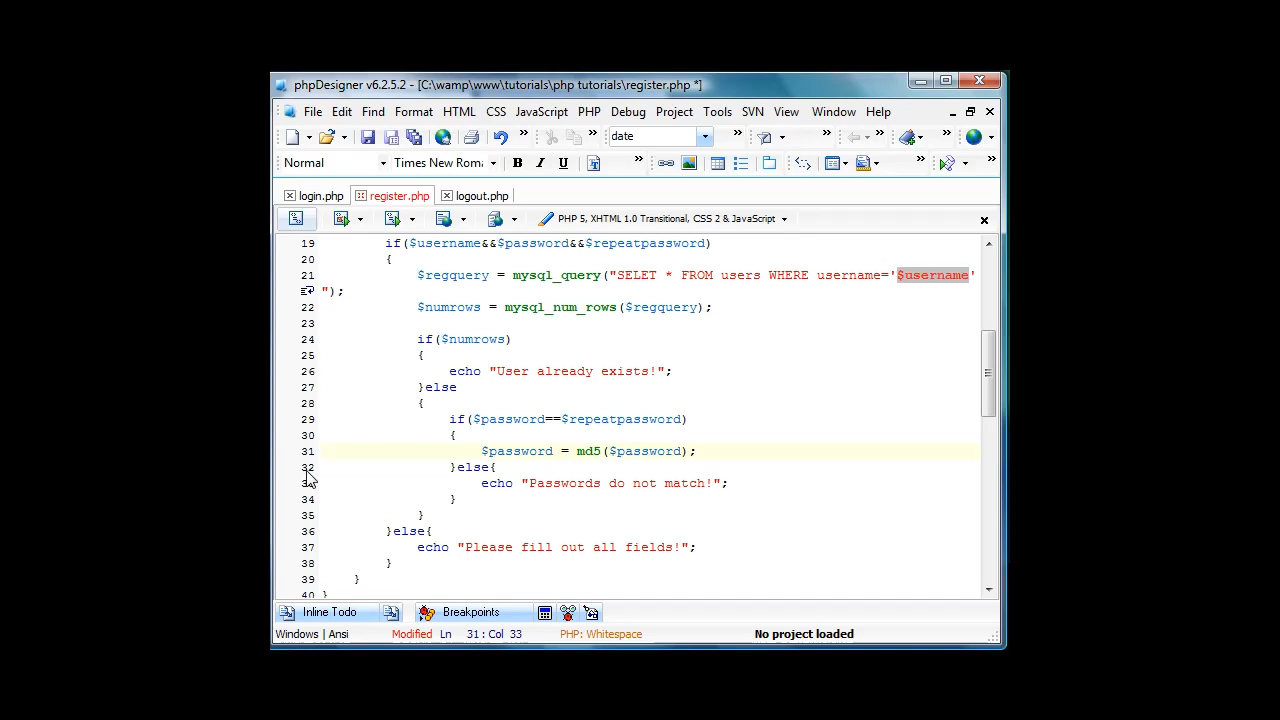 phpDesigner v6.2.5.2 - [C:\wamp\www\tutorials\php tutorials\register.php *]
File Edit Find Format HTML CSS JavaScript PHP Debug Project Tools SVN View Window Help
date
Normal Times New Roma B I U T
login.php register.php logout.php
PHP 5, XHTML 1.0 Transitional, CSS 2 & JavaScript
19 if($username&&$password&&$repeatpassword)
20 {
21 $regquery = mysql_query("SELET * FROM users WHERE username='$username'
");
22 $numrows = mysql_num_rows($regquery);
23
24 if($numrows)
25 {
26 echo "User already exists!";
27 }else
28 {
29 if($password==$repeatpassword)
30 {
31 $password = md5($password);
32 }else{
echo "Passwords do not match!";
34 }
35 }
36 }else{
37 echo "Please fill out all fields!";
38 }
39 }
40 }
Inline Todo Breakpoints
Windows | Ansi Modified Ln 31 : Col 33 PHP: Whitespace No project loaded